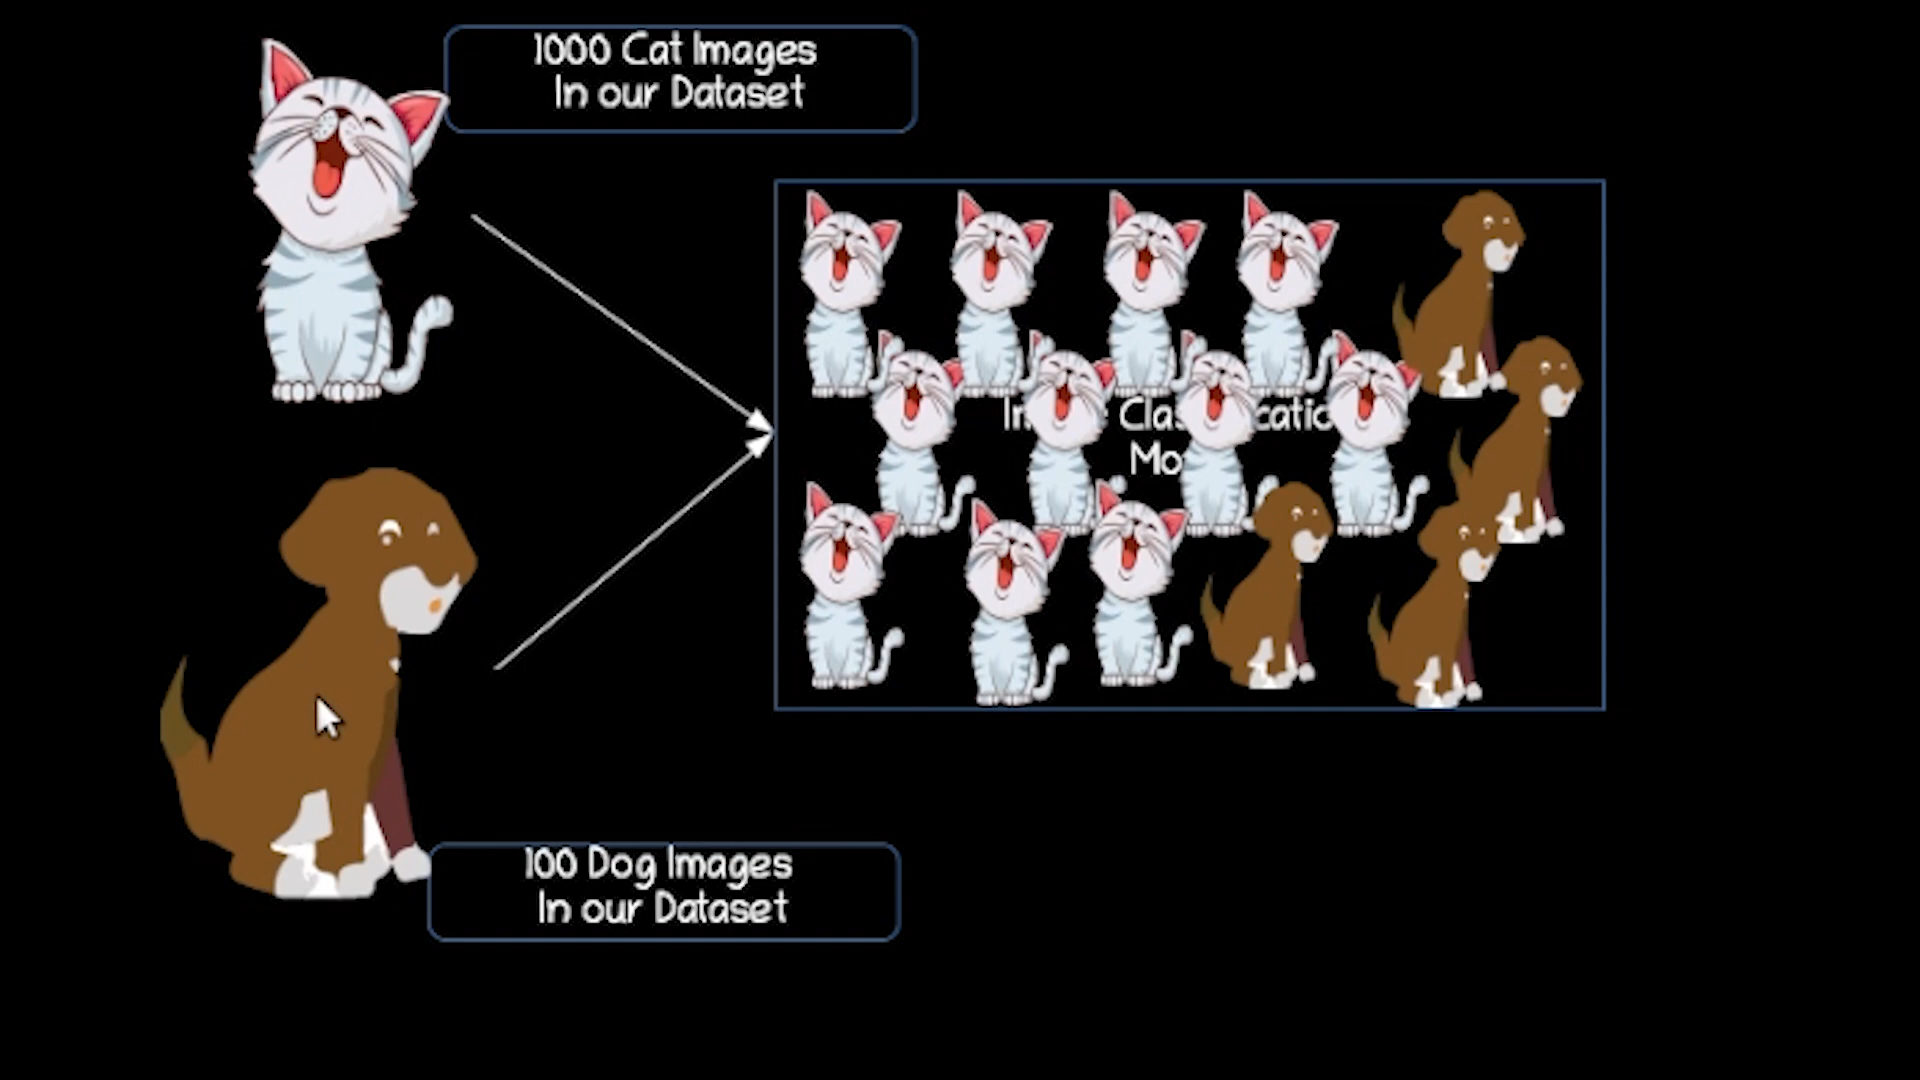 1000 Cat Images
In our Dataset
100 Dog Images
In our Dataset